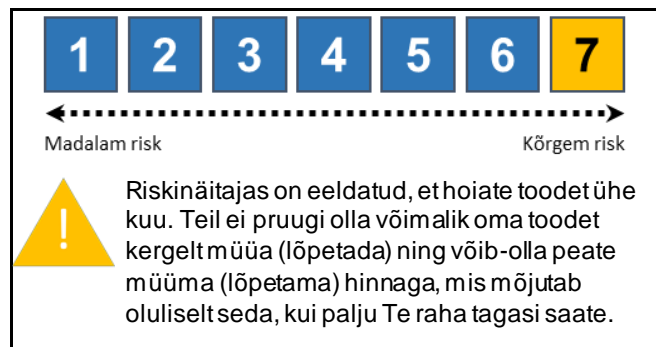 1 2 3 4 5 6 7
Madalam risk Kõrgem risk
Riskinäitajas on eeldatud, et hoiate toodet ühe
kuu. Teil ei pruugi olla võimalik oma toodet
kergelt müüa (lõpetada) ning võib-olla peate
müüma (lõpetama) hinnaga, mis mõjutab
oluliselt seda, kui palju Te raha tagasi saate.
!